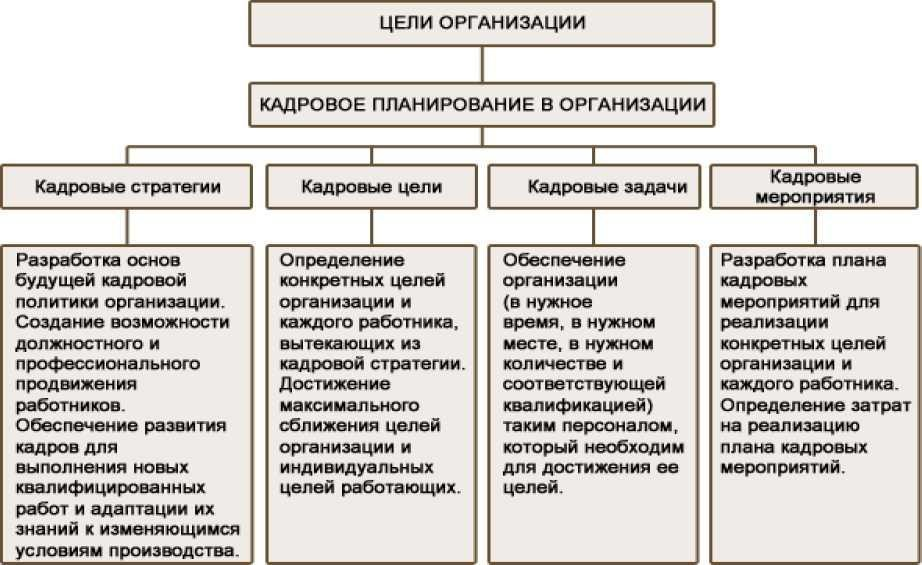 ЦЕЛИ ОРГАНИЗАЦИИ
КАДРОВОЕ ПЛАНИРОВАНИЕ В ОРГАНИЗАЦИИ
Кадровые стратегии
Разработка основ
будущей кадровой
политики организации.
Создание возможности
должностного и
профессионального
продвижения
работников.
Обеспечение развития
кадров для
выполнения новых
квалифицированных
работ и адаптации их
знаний к изменяющимся
условиям производства.
Кадровые цели
Определение
конкретных целей
организации и
каждого работника,
вытекающих из
кадровой стратегии.
Достижение
максимального
сближения целей
организации и
индивидуальных
целей работающих.
Кадровые задачи
Обеспечение
организации
(в нужное
время, в нужном
месте, в нужном
количестве и
соответствующей
квалификацией)
таким персоналом,
который необходим
для достижения ее
целей.
Кадровые
мероприятия
Разработка плана
кадровых
мероприятий для
реализации
конкретных целей
организации и
каждого работника.
Определение затрат
на реализацию
плана кадровых
мероприятий.